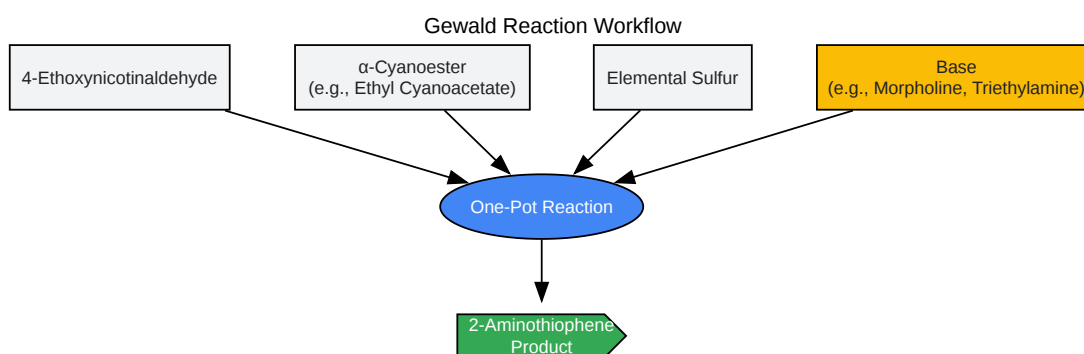 Gewald Reaction Workflow
4-Ethoxynicotinaldehyde
α-Cyanoester
(e.g., Ethyl Cyanoacetate)
Elemental Sulfur
Base
(e.g., Morpholine, Triethylamine)
One-Pot Reaction
2-Aminothiophene
Product